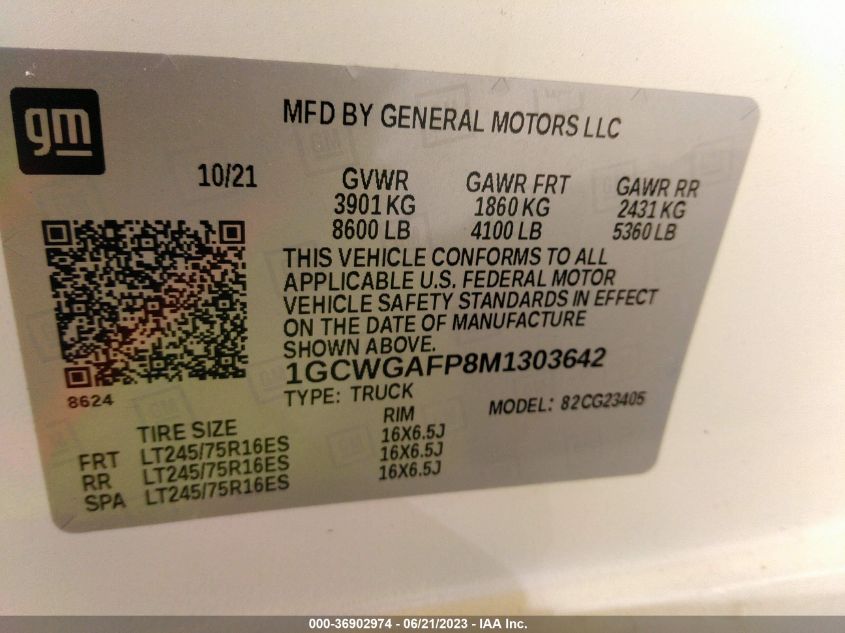 gm
MFD BY GENERAL MOTORS LLC
10/21
GVWR GAWR FRT GAWR RR
3901 KG 1860 KG 2431 KG
8600 LB 4100 LB 5360 LB
THIS VEHICLE CONFORMS TO ALL
APPLICABLE U.S. FEDERAL MOTOR
VEHICLE SAFETY STANDARDS IN EFFECT
ON THE DATE OF MANUFACTURE
SHOWN ABOVE.
1GCWGAFP8M1303642
8624
TYPE: TRUCK MODEL: 82CG23405
TIRE SIZE RIM
FRT LT245/75R16ES 16X6.5J
RR LT245/75R16ES 16X6.5J
SPA LT245/75R16ES 16X6.5J
000-36902974 - 06/21/2023 - IAA Inc.